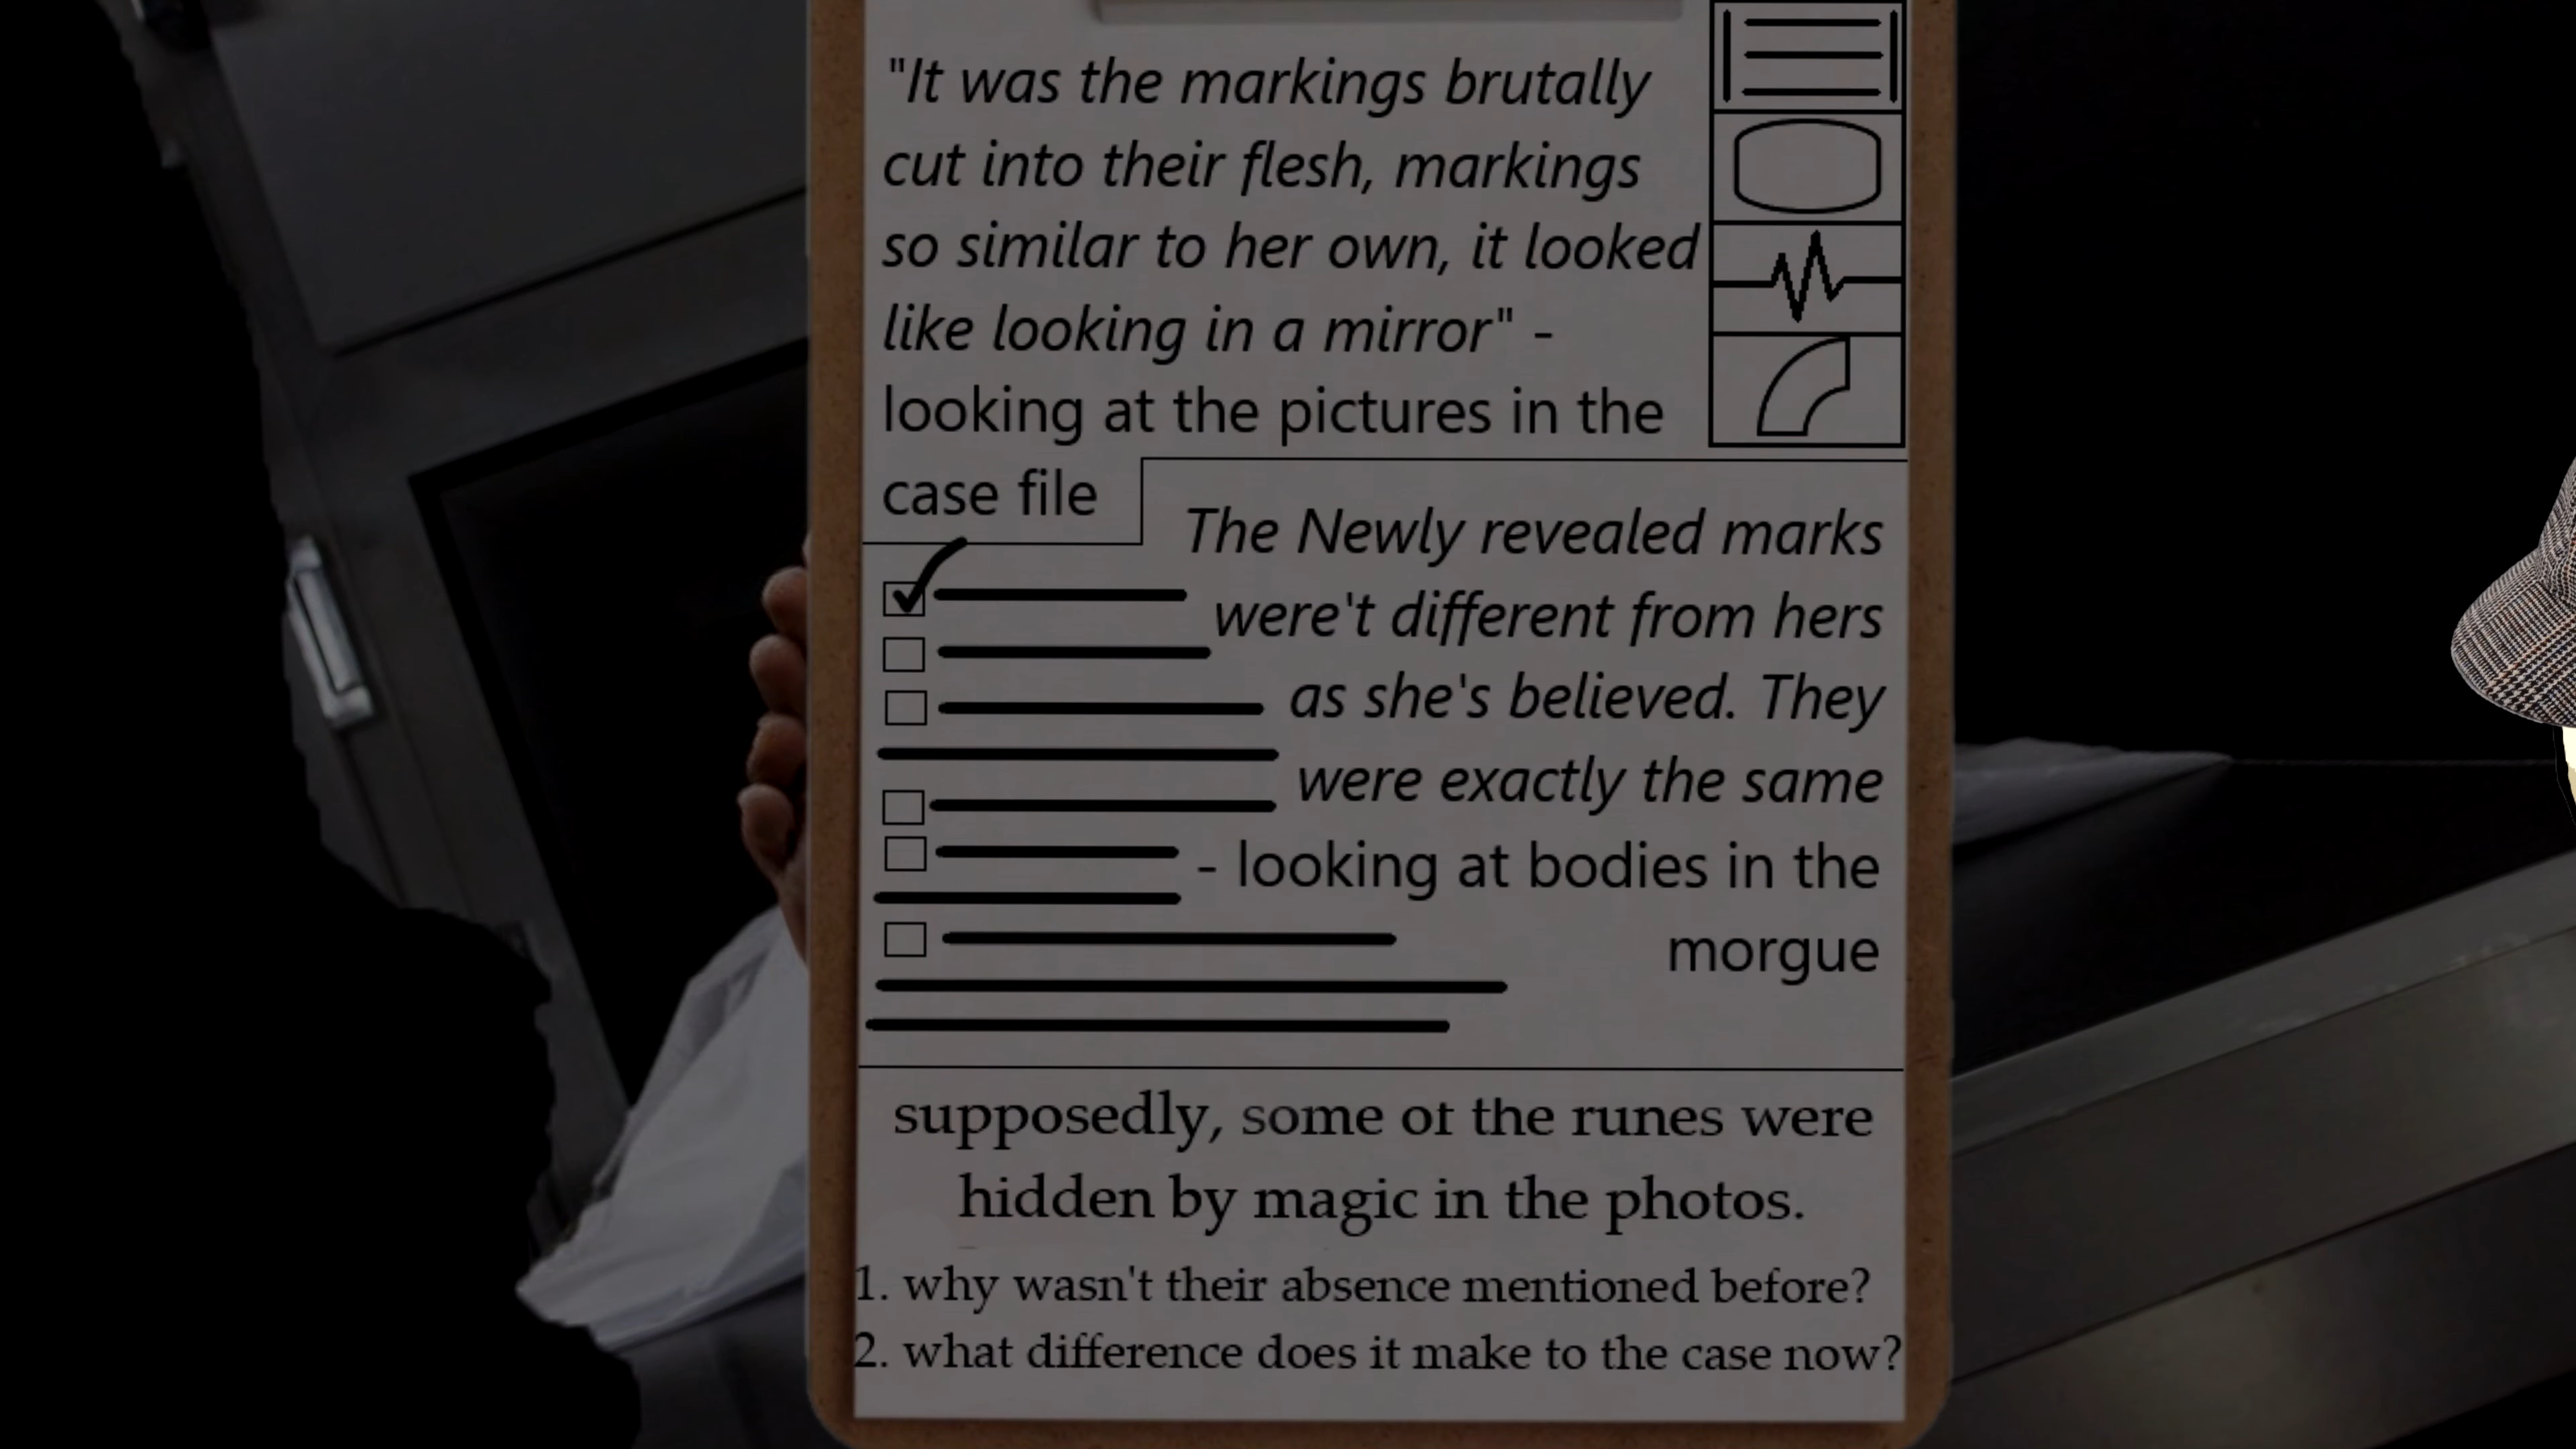 "It was the markings brutally
cut into their flesh, markings
so similar to her own, it looked
like looking in a mirror" -
looking at the pictures in the
case file
The Newly revealed marks
were't different from hers
as she's believed. They
were exactly the same
- looking at bodies in the
morgue
supposedly, some of the runes were
hidden by magic in the photos.
1. why wasn't their absence mentioned before?
2. what difference does it make to the case now?